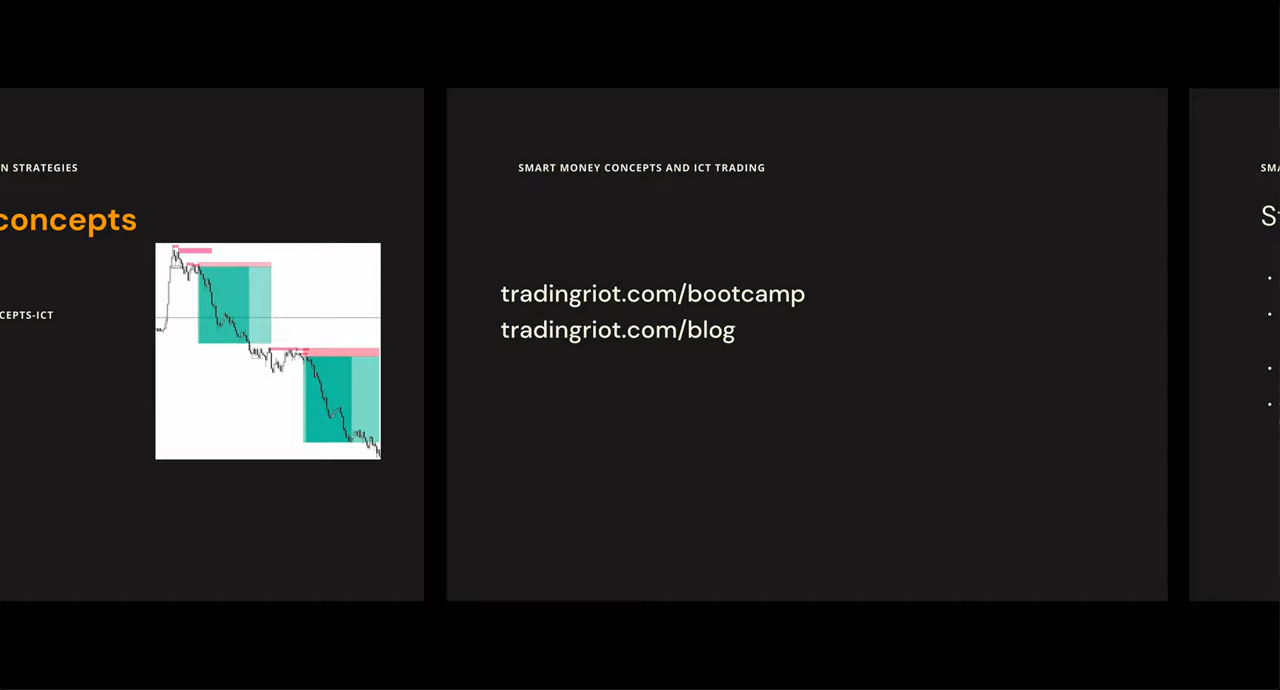 N STRATEGIES
concepts
CEPTS-ICT
SMART MONEY CONCEPTS AND ICT TRADING
tradingriot.com/bootcamp
tradingriot.com/blog
SMA